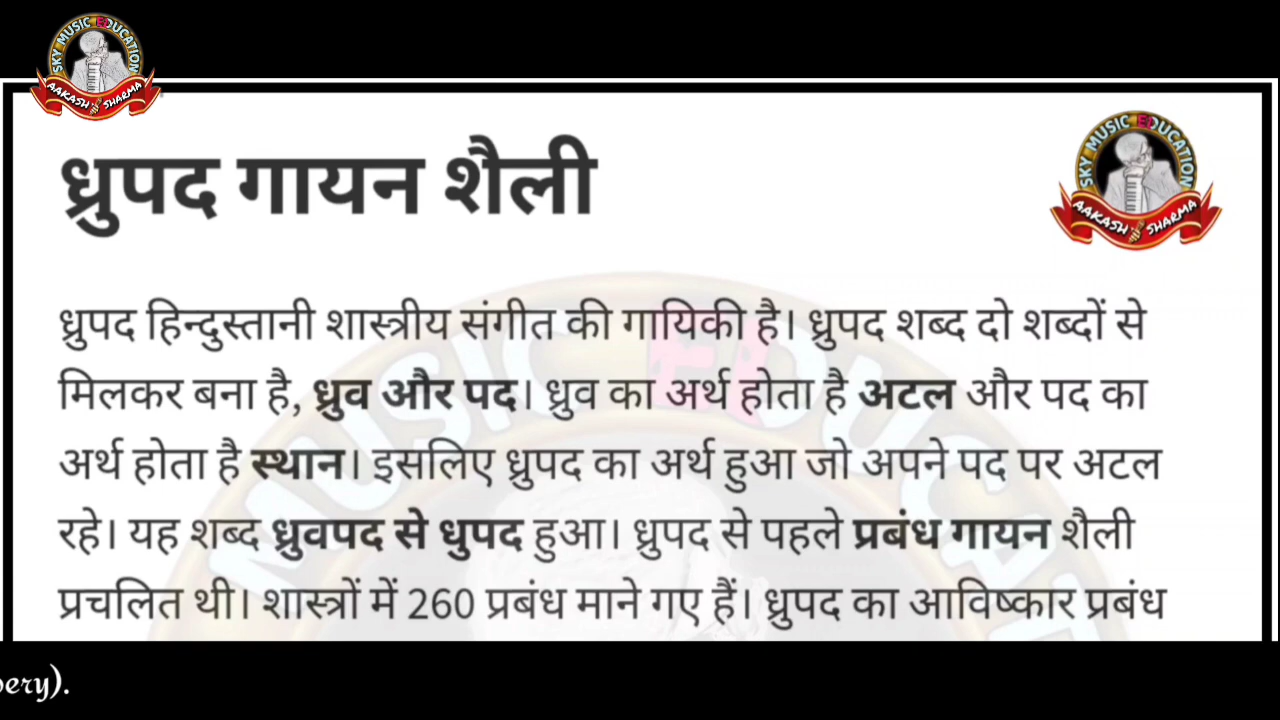 SKY MUSIC EDUCATION
AAKASH SHARMA
SKY MUSIC EDUCATION
AAKASH SHARMA
ध्रुपद गायन शैली
ध्रुपद हिन्दुस्तानी शास्त्रीय संगीत की गायिकी है। ध्रुपद शब्द दो शब्दों से
मिलकर बना है, ध्रुव और पद। ध्रुव का अर्थ होता है अटल और पद का
अर्थ होता है स्थान। इसलिए ध्रुपद का अर्थ हुआ जो अपने पद पर अटल
रहे। यह शब्द ध्रुवपद से धुपद हुआ। ध्रुपद से पहले प्रबंध गायन शैली
प्रचलित थी। शास्त्रों में 260 प्रबंध माने गए हैं। ध्रुपद का आविष्कार प्रबंध